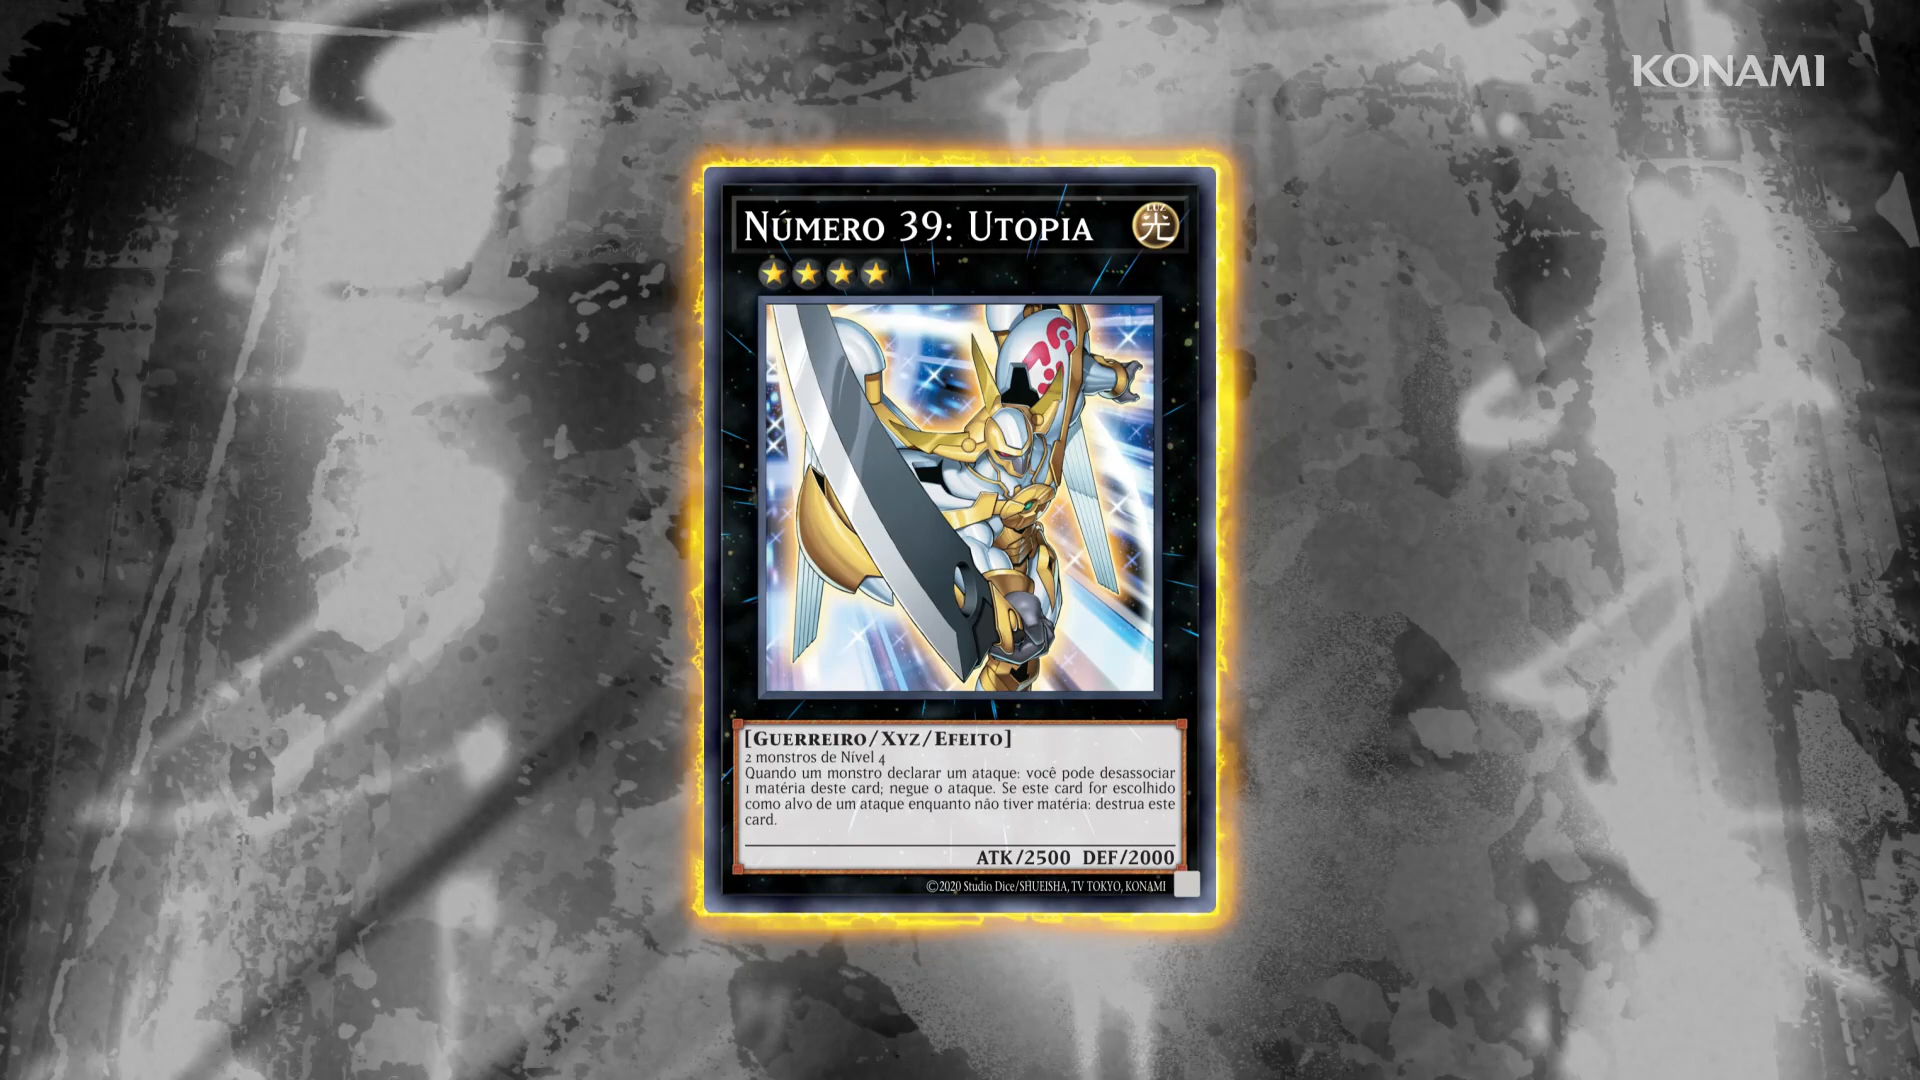 KONAMI
NÚMERO 39: UTOPIA
LUZ
光
[GUERREIRO/XYZ/EFEITO]
2 monstros de Nível 4
Quando um monstro declarar um ataque: você pode desassociar
1 matéria deste card; negue o ataque. Se este card for escolhido
como alvo de um ataque enquanto não tiver matéria: destrua este
card.
ATK/2500 DEF/2000
©2020 Studio Dice/SHUEISHA, TV TOKYO, KONAMI